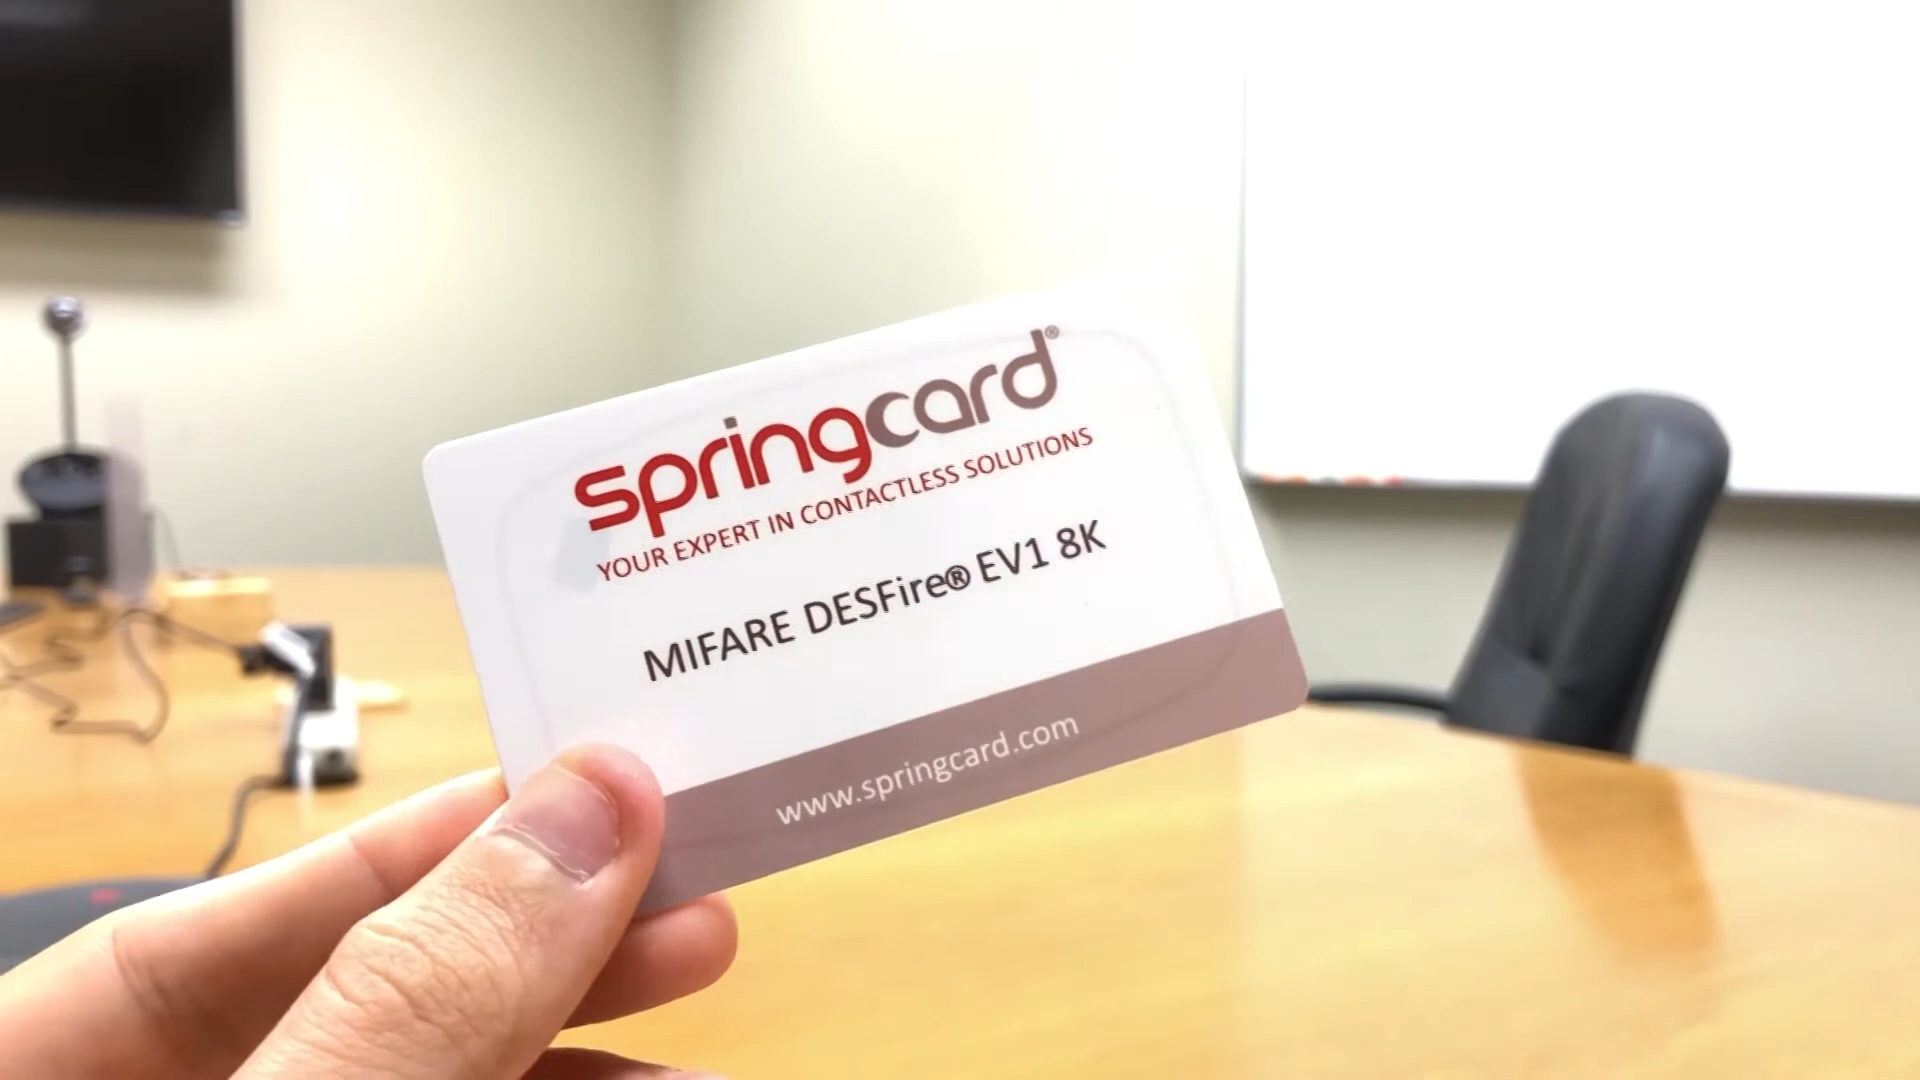 springcard®
YOUR EXPERT IN CONTACTLESS SOLUTIONS
MIFARE DESFire® EV1 8K
www.springcard.com